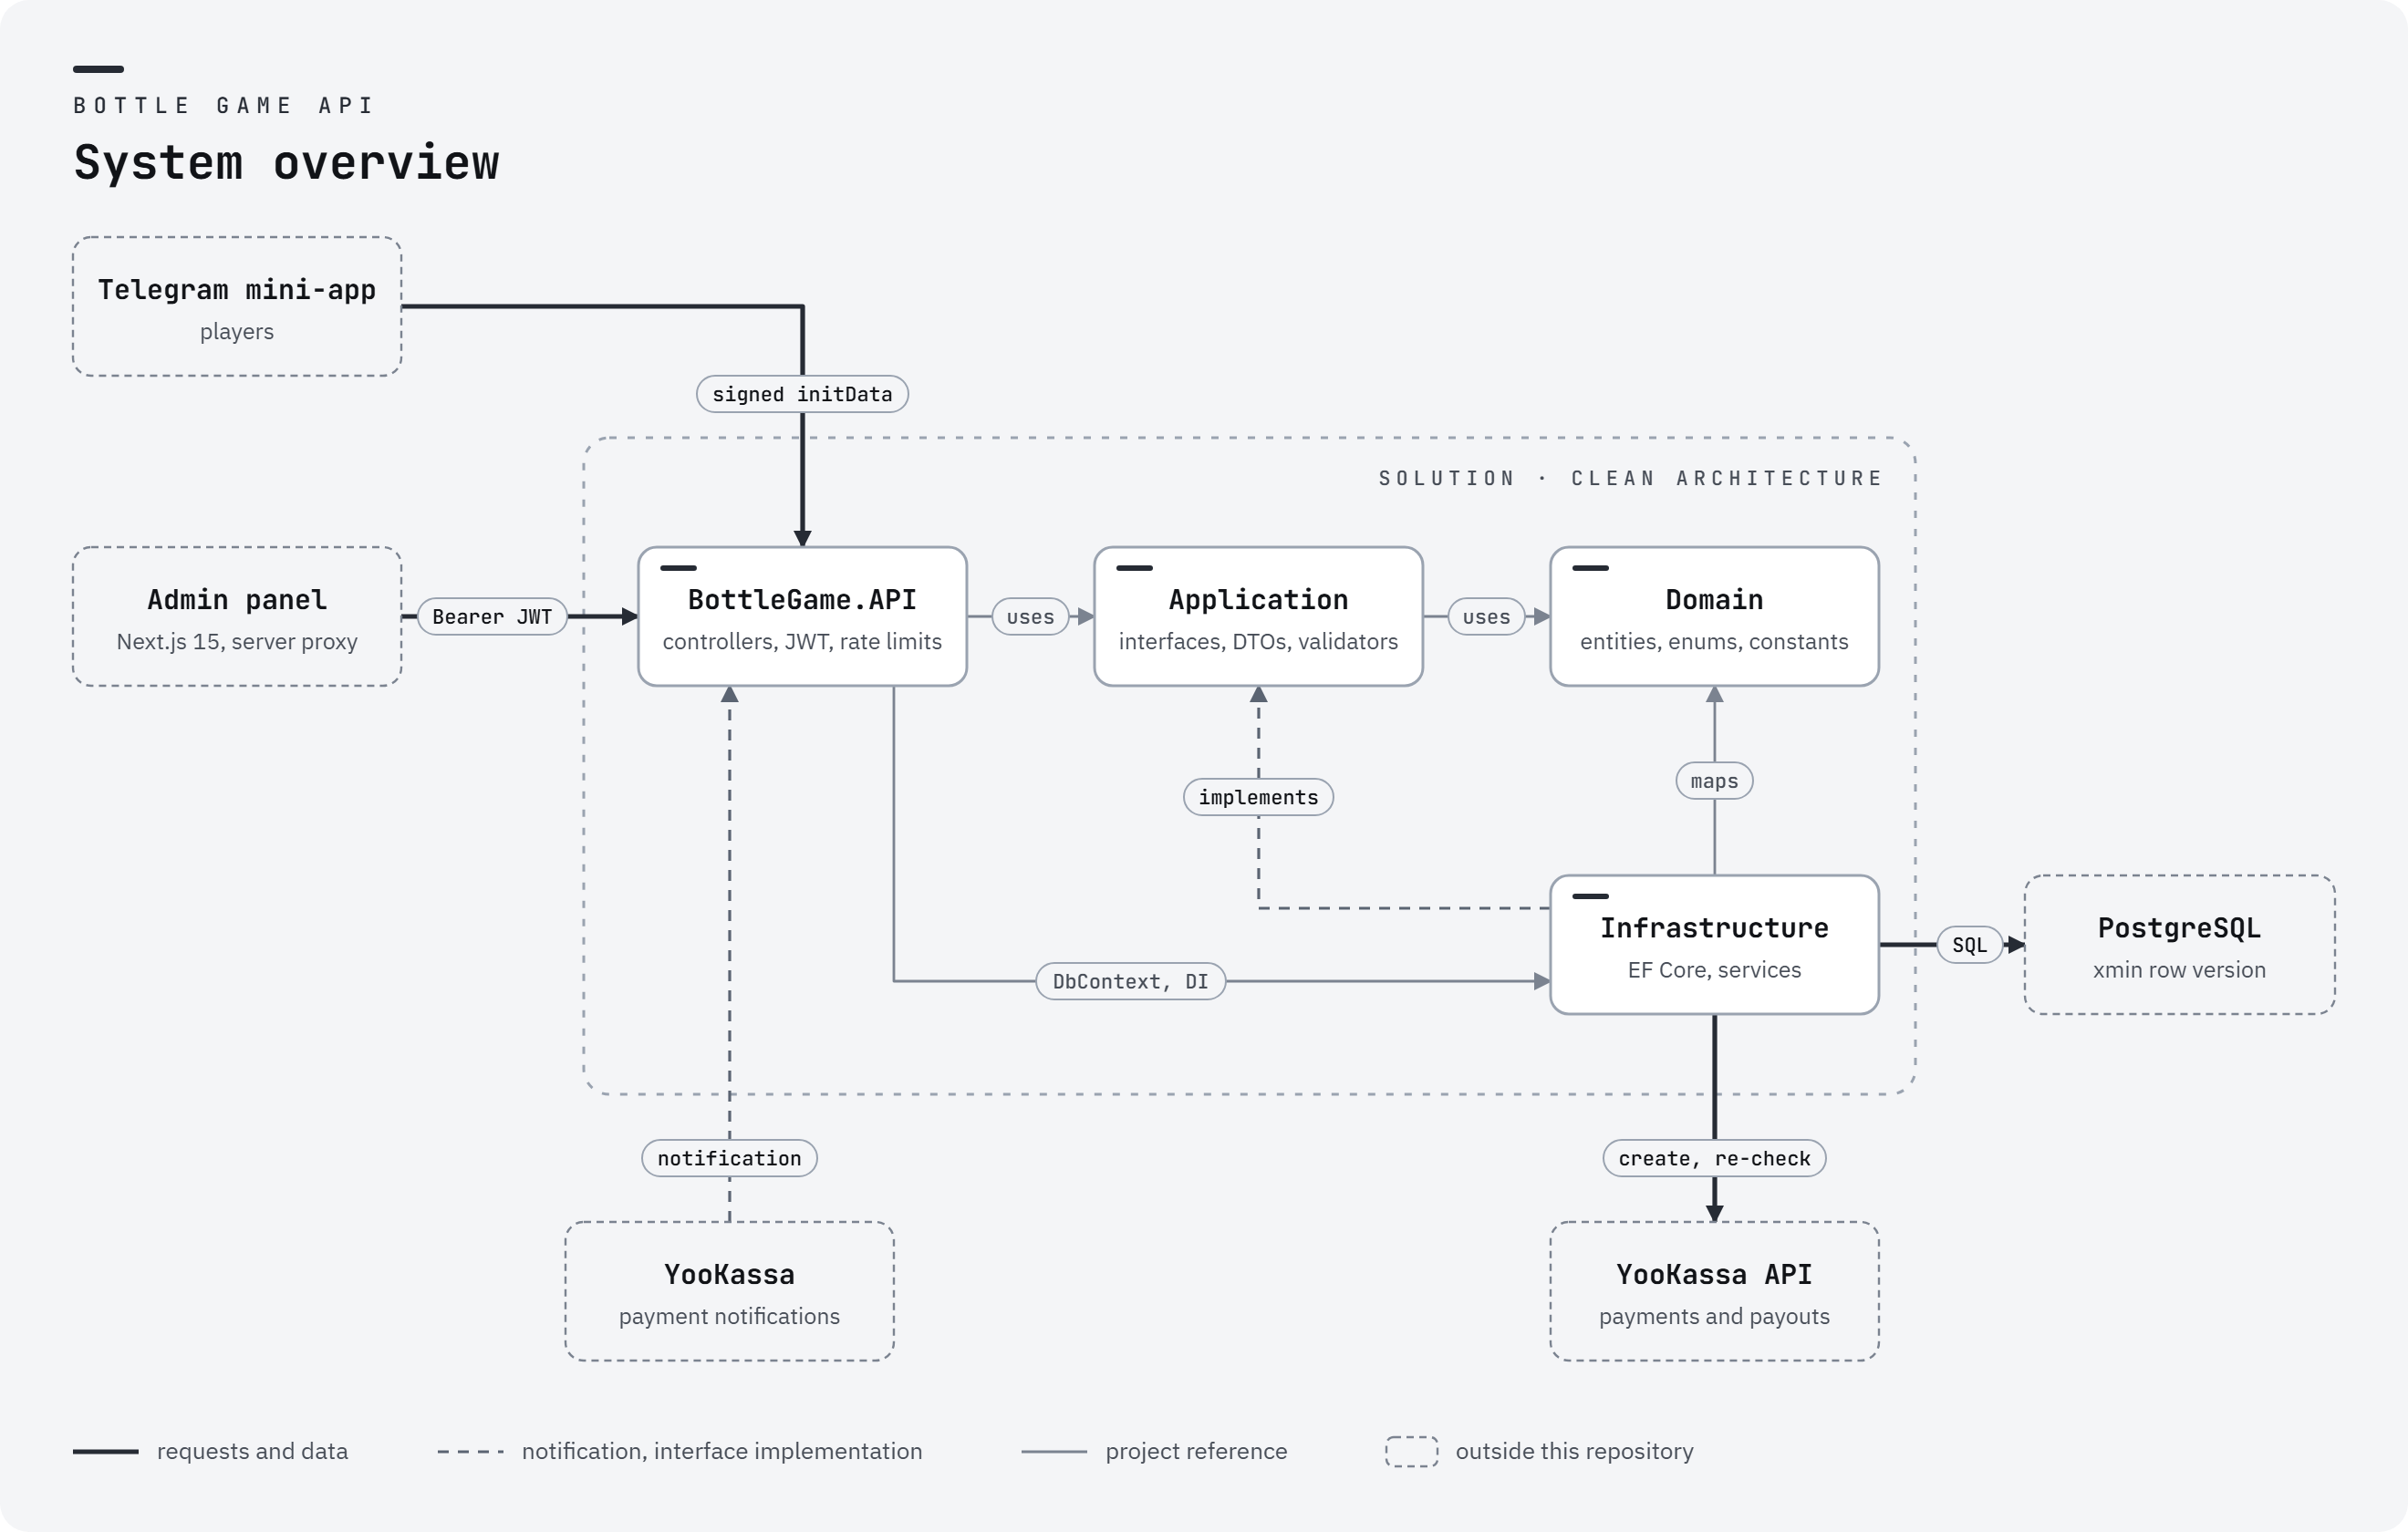 BOTTLE GAME API
System overview
Telegram mini-app
players
signed initData
SOLUTION · CLEAN ARCHITECTURE
Admin panel
Next.js 15, server proxy
Bearer JWT
BottleGame.API
controllers, JWT, rate limits
uses
Application
interfaces, DTOs, validators
uses
Domain
entities, enums, constants
implements
maps
Infrastructure
EF Core, services
SQL
PostgreSQL
xmin row version
DbContext, DI
notification
create, re-check
YooKassa
payment notifications
YooKassa API
payments and payouts
requests and data
notification, interface implementation
project reference
outside this repository